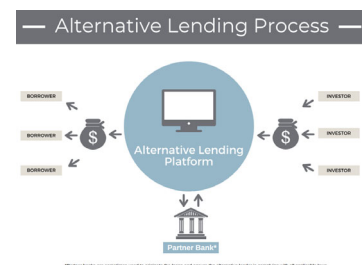 Alternative Lending Process
BORROWER
BORROWER
BORROWER
$
Alternative Lending
Platform
$
INVESTOR
INVESTOR
INVESTOR
Partner Bank*